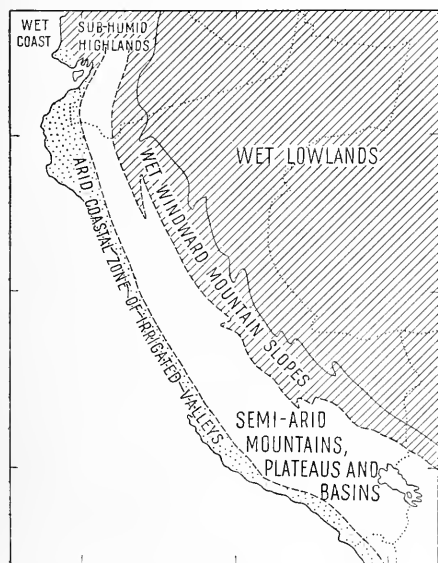 WET
COAST
SUB-HUMID
HIGHLANDS
WET LOWLANDS
WET WINDWARD MOUNTAIN SLOPES
ARID COASTAL ZONE OF IRRIGATED VALLEYS
SEMI-ARID
MOUNTAINS,
PLATEAUS AND
BASINS